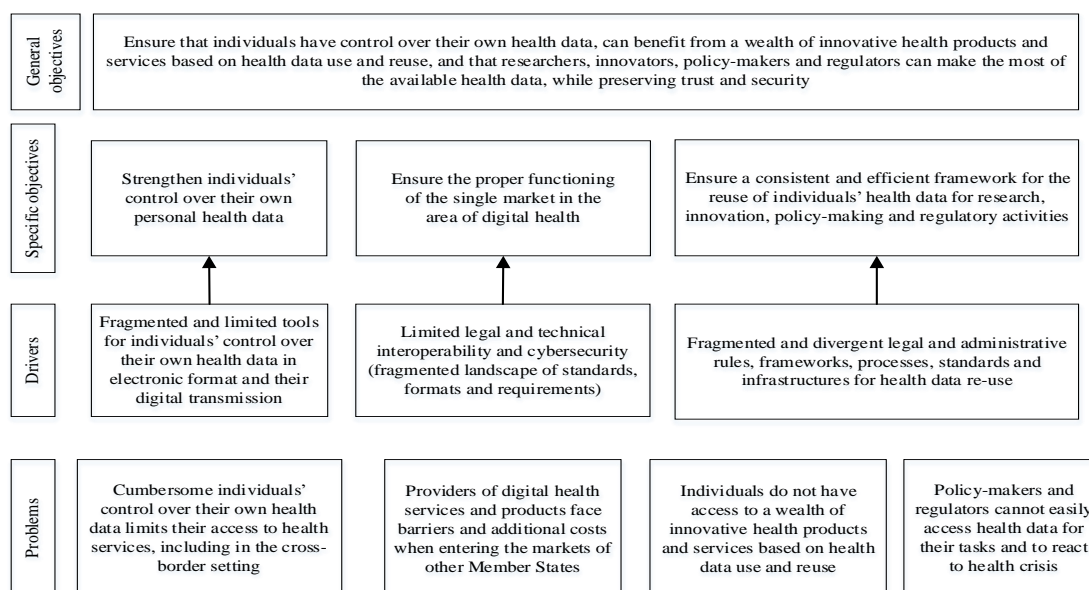 General
objectives
Ensure that individuals have control over their own health data, can benefit from a wealth of innovative health products and
services based on health data use and reuse, and that researchers, innovators, policy-makers and regulators can make the most
of the available health data, while preserving trust and security
Specific objectives
Strengthen individuals’
control over their own
personal health data
Ensure the proper functioning
of the single market in the
area of digital health
Ensure a consistent and efficient framework for the
reuse of individuals’ health data for research,
innovation, policy-making and regulatory activities
Drivers
Fragmented and limited tools
for individuals’ control over
their own health data in
electronic format and their
digital transmission
Limited legal and technical
interoperability and cybersecurity
(fragmented landscape of standards,
formats and requirements)
Fragmented and divergent legal and administrative
rules, frameworks, processes, standards and
infrastructures for health data re-use
Problems
Cumbersome individuals’
control over their own health
data limits their access to health
services, including in the cross-
border setting
Providers of digital health
services and products face
barriers and additional costs
when entering the markets of
other Member States
Individuals do not have
access to a wealth of
innovative health products
and services based on health
data use and reuse
Policy-makers and
regulators cannot easily
access health data for
their tasks and to react
to health crisis